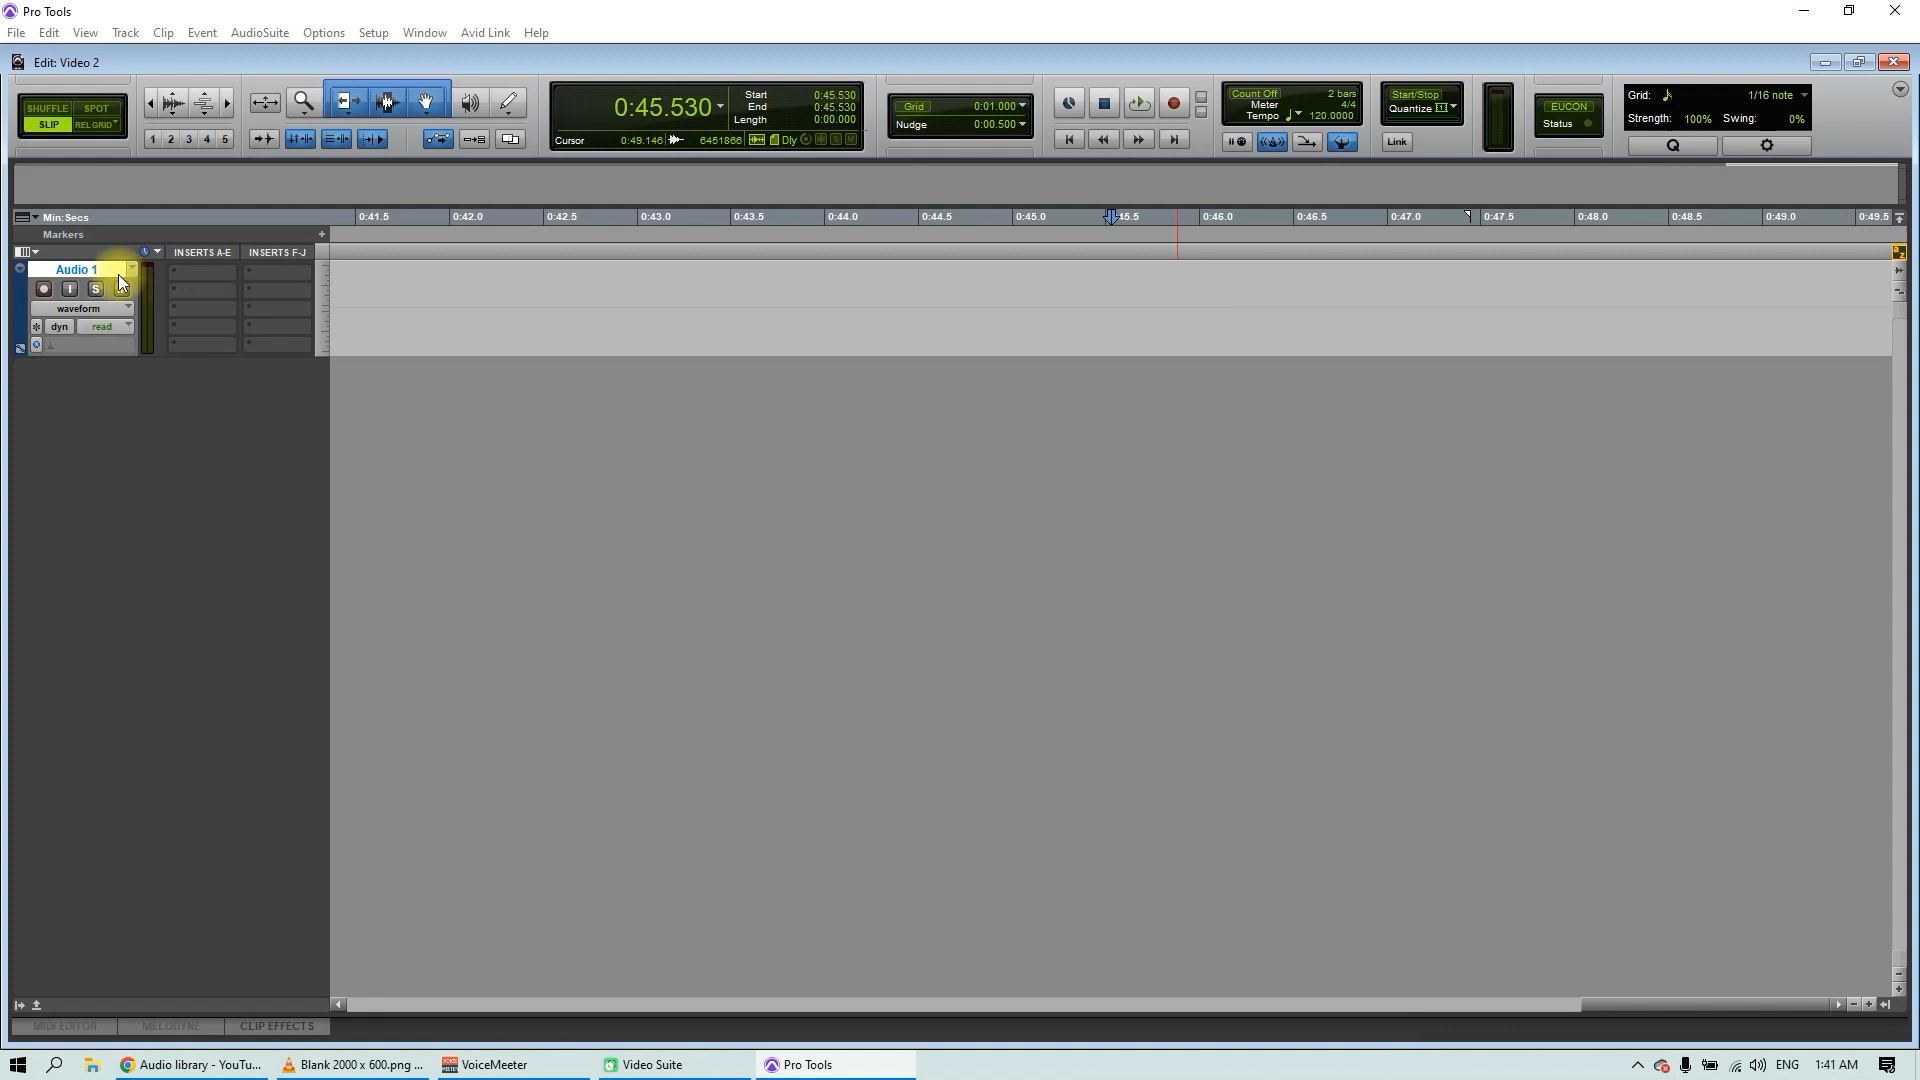 Pro Tools
File Edit View Track Clip Event AudioSuite Options Setup Window Avid Link Help
Edit: Video 2
SHUFFLE SPOT
SLIP REL GRID
1 2 3 4 5
0:45.530
Start 0:45.530
End 0:45.530
Length 0:00.000
Cursor 0:49.146 6451866 Dly
Grid 0:01.000
Nudge 0:00.500
Count Off 2 bars
Meter 4/4
Tempo 120.0000
Start/Stop
Quantize
Link
EUCON
Status
Grid: 1/16 note
Strength: 100% Swing: 0%
Q
Min:Secs 0:41.5 0:42.0 0:42.5 0:43.0 0:43.5 0:44.0 0:44.5 0:45.0 45.5 0:46.0 0:46.5 0:47.0 0:47.5 0:48.0 0:48.5 0:49.0 0:49.5
Markers
INSERTS A-E INSERTS F-J
Audio 1
I S
waveform
dyn read
MIDI EDITOR MELODYNE CLIP EFFECTS
Audio library - YouTu... Blank 2000 x 600.png ... VoiceMeeter Video Suite Pro Tools ENG 1:41 AM